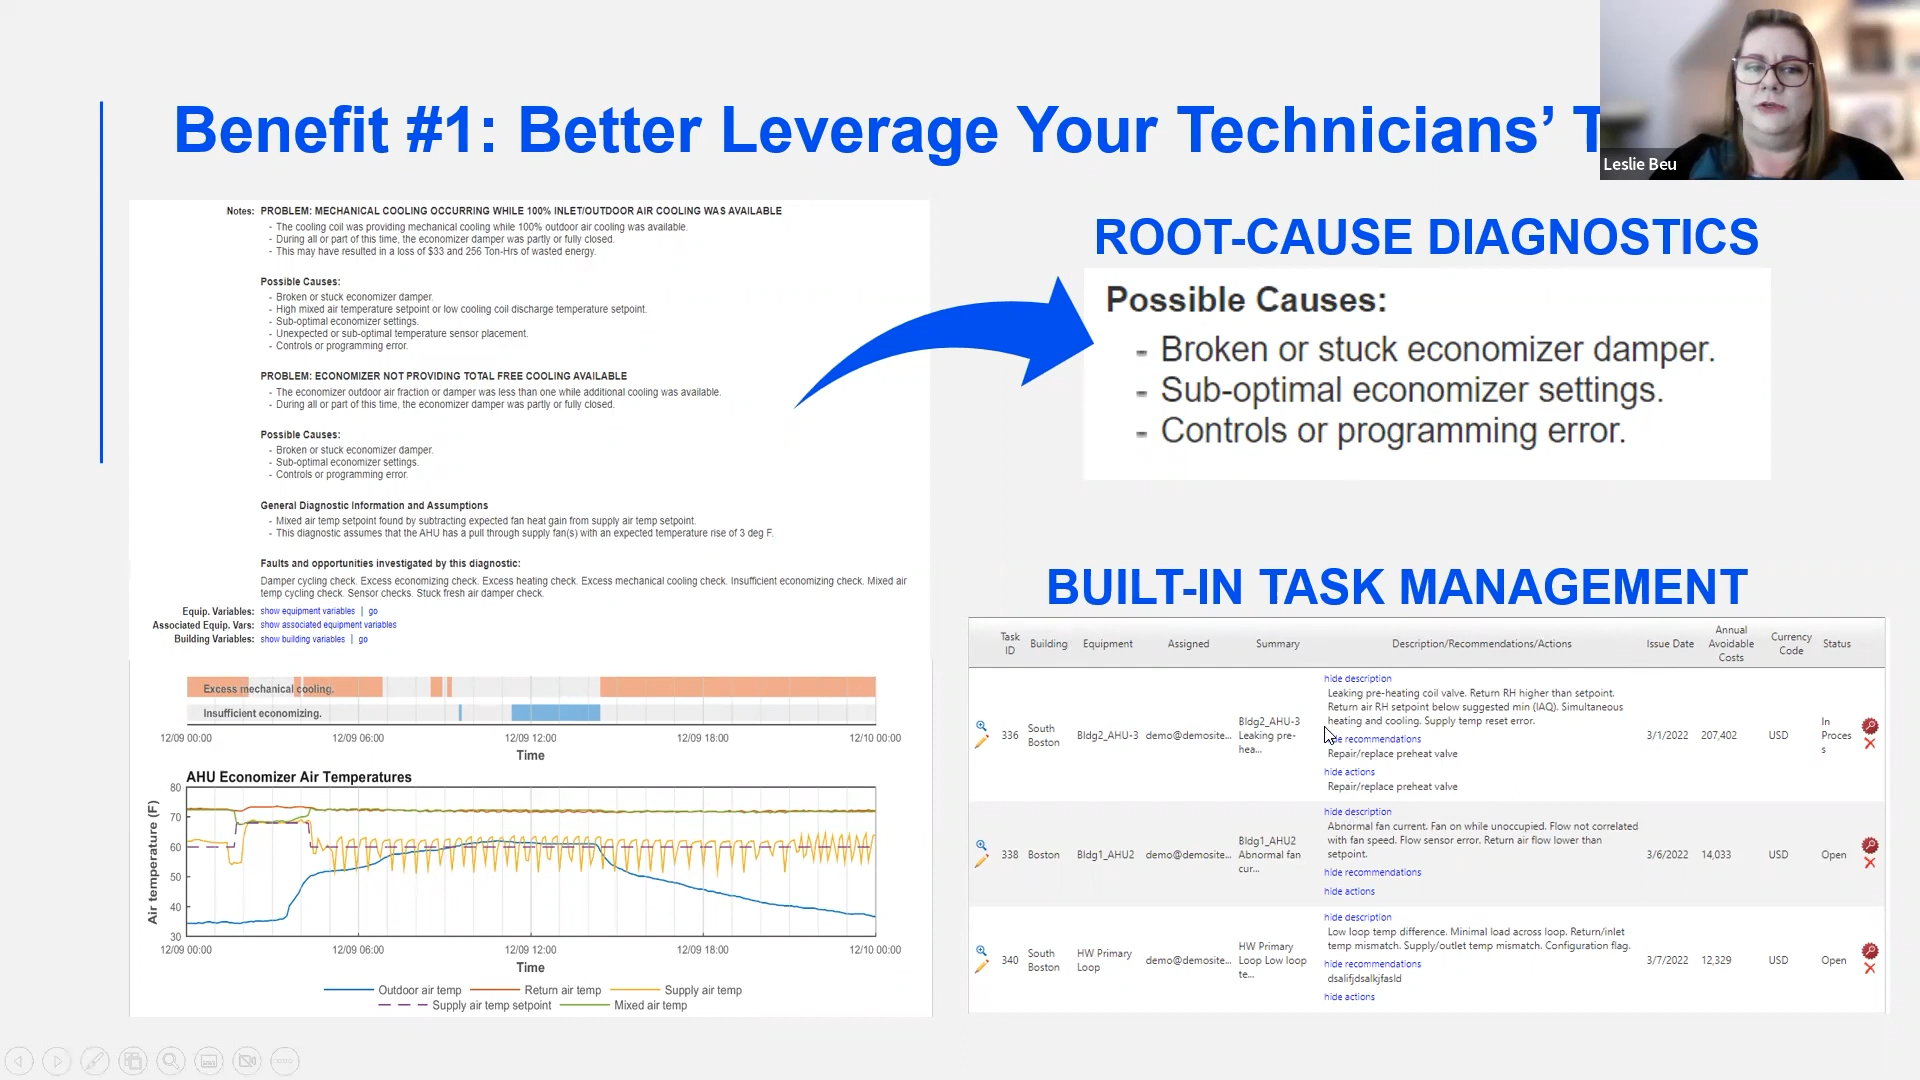 Benefit #1: Better Leverage Your Technicians’ T
Leslie Beu
Notes: PROBLEM: MECHANICAL COOLING OCCURRING WHILE 100% INLET/OUTDOOR AIR COOLING WAS AVAILABLE
- The cooling coil was providing mechanical cooling while 100% outdoor air cooling was available.
- During all or part of this time, the economizer damper was partly or fully closed.
- This may have resulted in a loss of $33 and 256 Ton-Hrs of wasted energy.
Possible Causes:
- Broken or stuck economizer damper.
- High mixed air temperature setpoint or low cooling coil discharge temperature setpoint.
- Sub-optimal economizer settings.
- Unexpected or sub-optimal temperature sensor placement.
- Controls or programming error.
PROBLEM: ECONOMIZER NOT PROVIDING TOTAL FREE COOLING AVAILABLE
- The economizer outdoor air fraction or damper was less than one while additional cooling was available.
- During all or part of this time, the economizer damper was partly or fully closed.
Possible Causes:
- Broken or stuck economizer damper.
- Sub-optimal economizer settings.
- Controls or programming error.
General Diagnostic Information and Assumptions
- Mixed air temp setpoint found by subtracting expected fan heat gain from supply air temp setpoint.
- This diagnostic assumes that the AHU has a pull through supply fan(s) with an expected temperature rise of 3 deg F.
Faults and opportunities investigated by this diagnostic:
Damper cycling check. Excess economizing check. Excess heating check. Excess mechanical cooling check. Insufficient economizing check. Mixed air
temp cycling check. Sensor checks. Stuck fresh air damper check.
Equip. Variables: show equipment variables | go
Associated Equip. Vars: show associated equipment variables
Building Variables: show building variables | go
Excess mechanical cooling.
Insufficient economizing.
12/09 00:00 12/09 06:00 12/09 12:00 12/09 18:00 12/10 00:00
Time
AHU Economizer Air Temperatures
Air temperature (F)
80
70
60
50
40
30
12/09 00:00 12/09 06:00 12/09 12:00 12/09 18:00 12/10 00:00
Time
Outdoor air temp Return air temp Supply air temp
Supply air temp setpoint Mixed air temp
ROOT-CAUSE DIAGNOSTICS
Possible Causes:
- Broken or stuck economizer damper.
- Sub-optimal economizer settings.
- Controls or programming error.
BUILT-IN TASK MANAGEMENT
Task ID Building Equipment Assigned Summary Description/Recommendations/Actions Issue Date Annual Avoidable Costs Currency Code Status
336 South Boston Bldg2_AHU-3 demo@demosite... Bldg2_AHU-3 Leaking pre-hea...
hide description
Leaking pre-heating coil valve. Return RH higher than setpoint.
Return air RH setpoint below suggested min (IAQ). Simultaneous
heating and cooling. Supply temp reset error.
hide recommendations
Repair/replace preheat valve
hide actions
Repair/replace preheat valve
3/1/2022 207,402 USD In Process
338 Boston Bldg1_AHU2 demo@demosite... Bldg1_AHU2 Abnormal fan cur...
hide description
Abnormal fan current. Fan on while unoccupied. Flow not correlated
with fan speed. Flow sensor error. Return air flow lower than
setpoint.
hide recommendations
hide actions
3/6/2022 14,033 USD Open
340 South Boston HW Primary Loop demo@demosite... HW Primary Loop Low loop te...
hide description
Low loop temp difference. Minimal load across loop. Return/inlet
temp mismatch. Supply/outlet temp mismatch. Configuration flag.
hide recommendations
dsalifjdsalkjfasld
hide actions
3/7/2022 12,329 USD Open